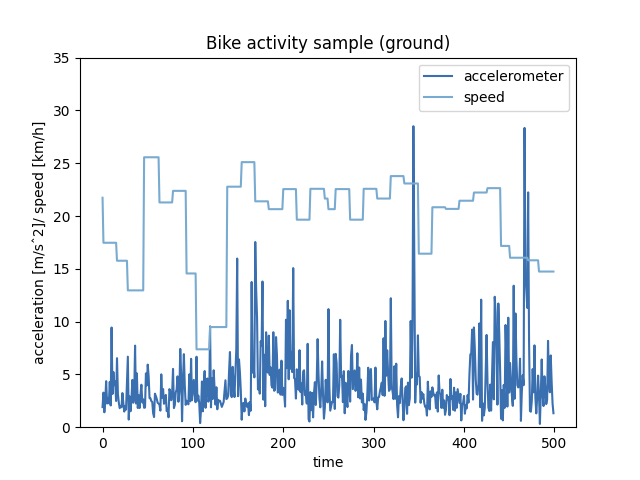 Bike activity sample (ground)
accelerometer
speed
acceleration [m/s^2]/ speed [km/h]
35
30
25
20
15
10
5
0
0 100 200 300 400 500
time